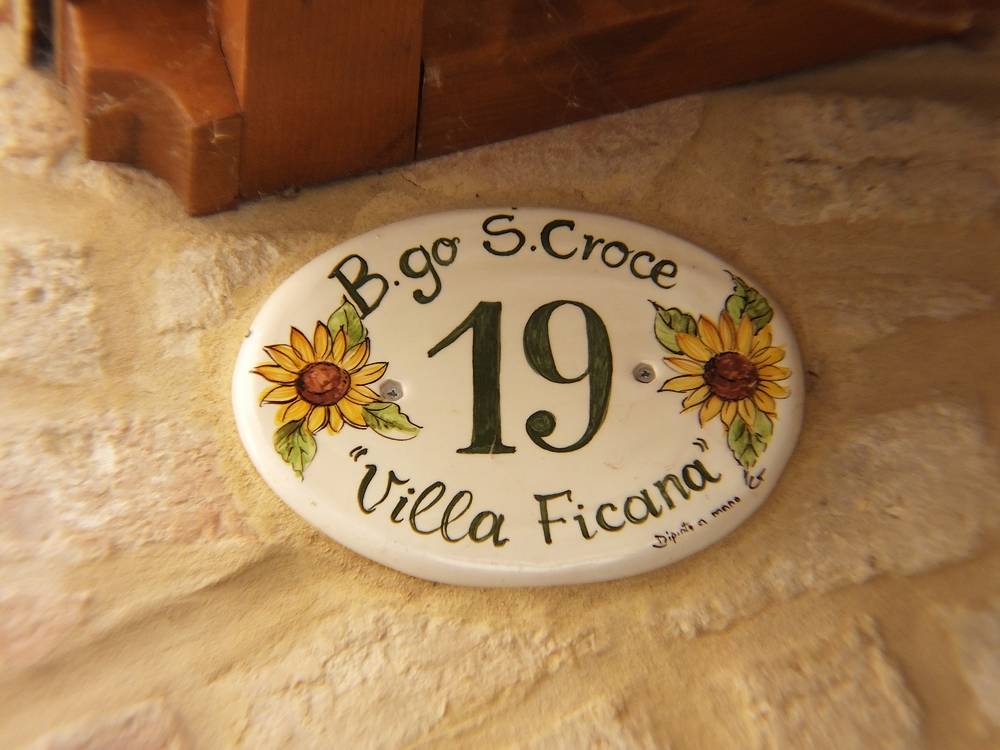 B.go S.Croce
19
"Villa Ficana"
Dipinto a mano